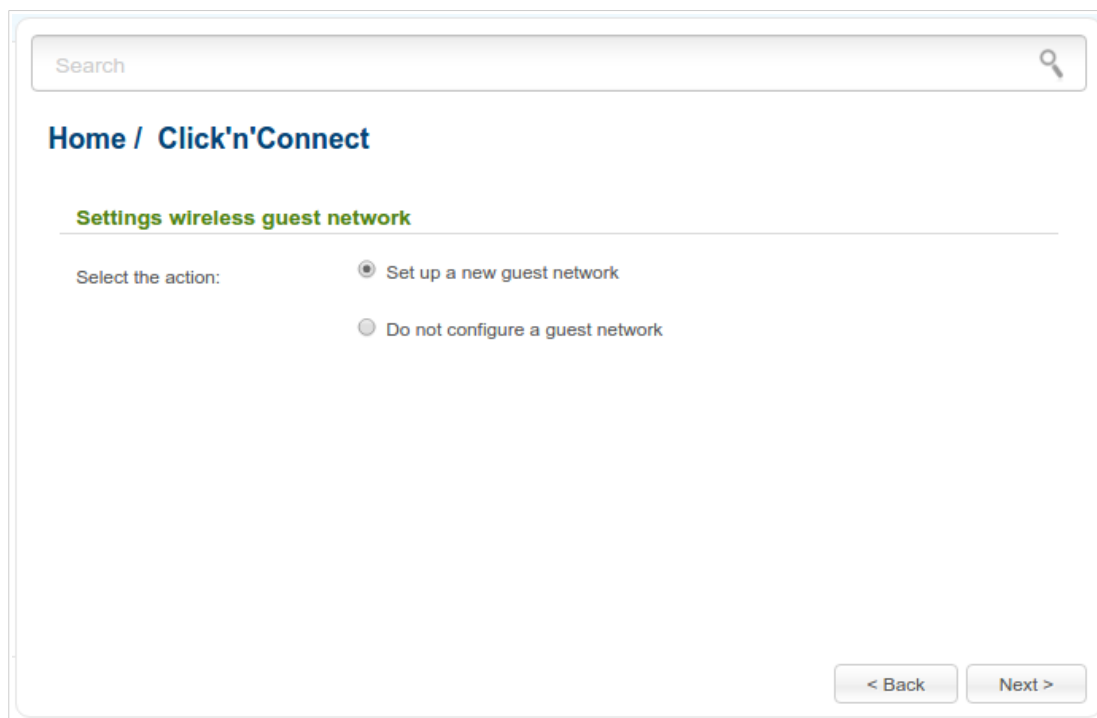 Search
Home / Click'n'Connect
Settings wireless guest network
Select the action:
Set up a new guest network
Do not configure a guest network
< Back
Next >